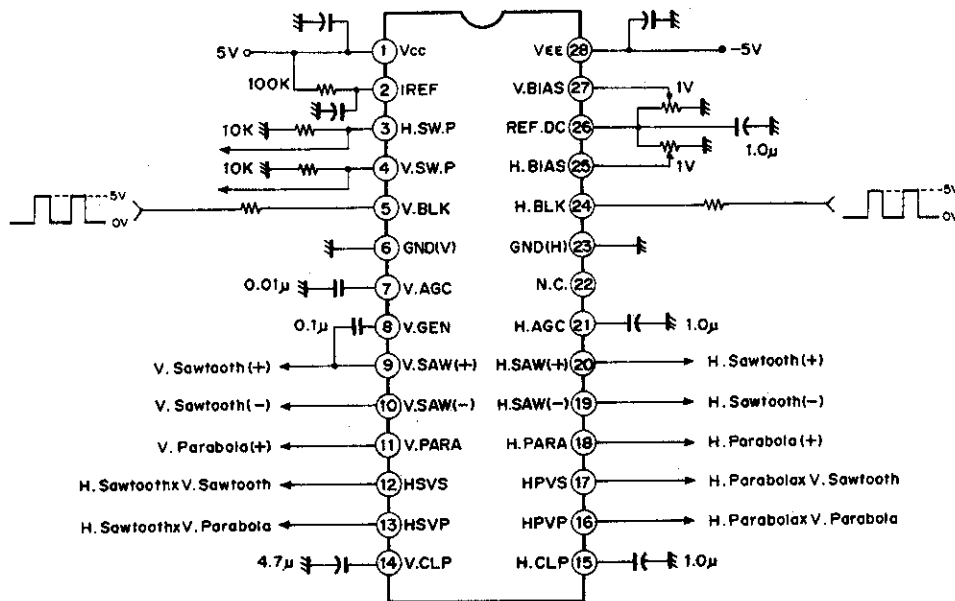 5V 1 Vcc VEE 28 -5V
100K 2 IREF V.BIAS 27 1V
10K 3 H.SW.P REF.DC 26 1.0μ
10K 4 V.SW.P H.BIAS 25 1V
5V 0V 5 V.BLK H.BLK 24 5V 0V
6 GND(V) GND(H) 23
0.01μ 7 V.AGC N.C. 22
0.1μ 8 V.GEN H.AGC 21 1.0μ
V. Sawtooth(+) 9 V.SAW(+) H.SAW(+) 20 H. Sawtooth(+)
V. Sawtooth(-) 10 V.SAW(-) H.SAW(-) 19 H. Sawtooth(-)
V. Parabola(+) 11 V.PARA H.PARA 18 H. Parabola(+)
H. SawtoothxV. Sawtooth 12 HSVS HPVS 17 H. ParabolaxV. Sawtooth
H. SawtoothxV. Parabola 13 HSVP HPVP 16 H. ParabolaxV. Parabola
4.7μ 14 V.CLP H.CLP 15 1.0μ